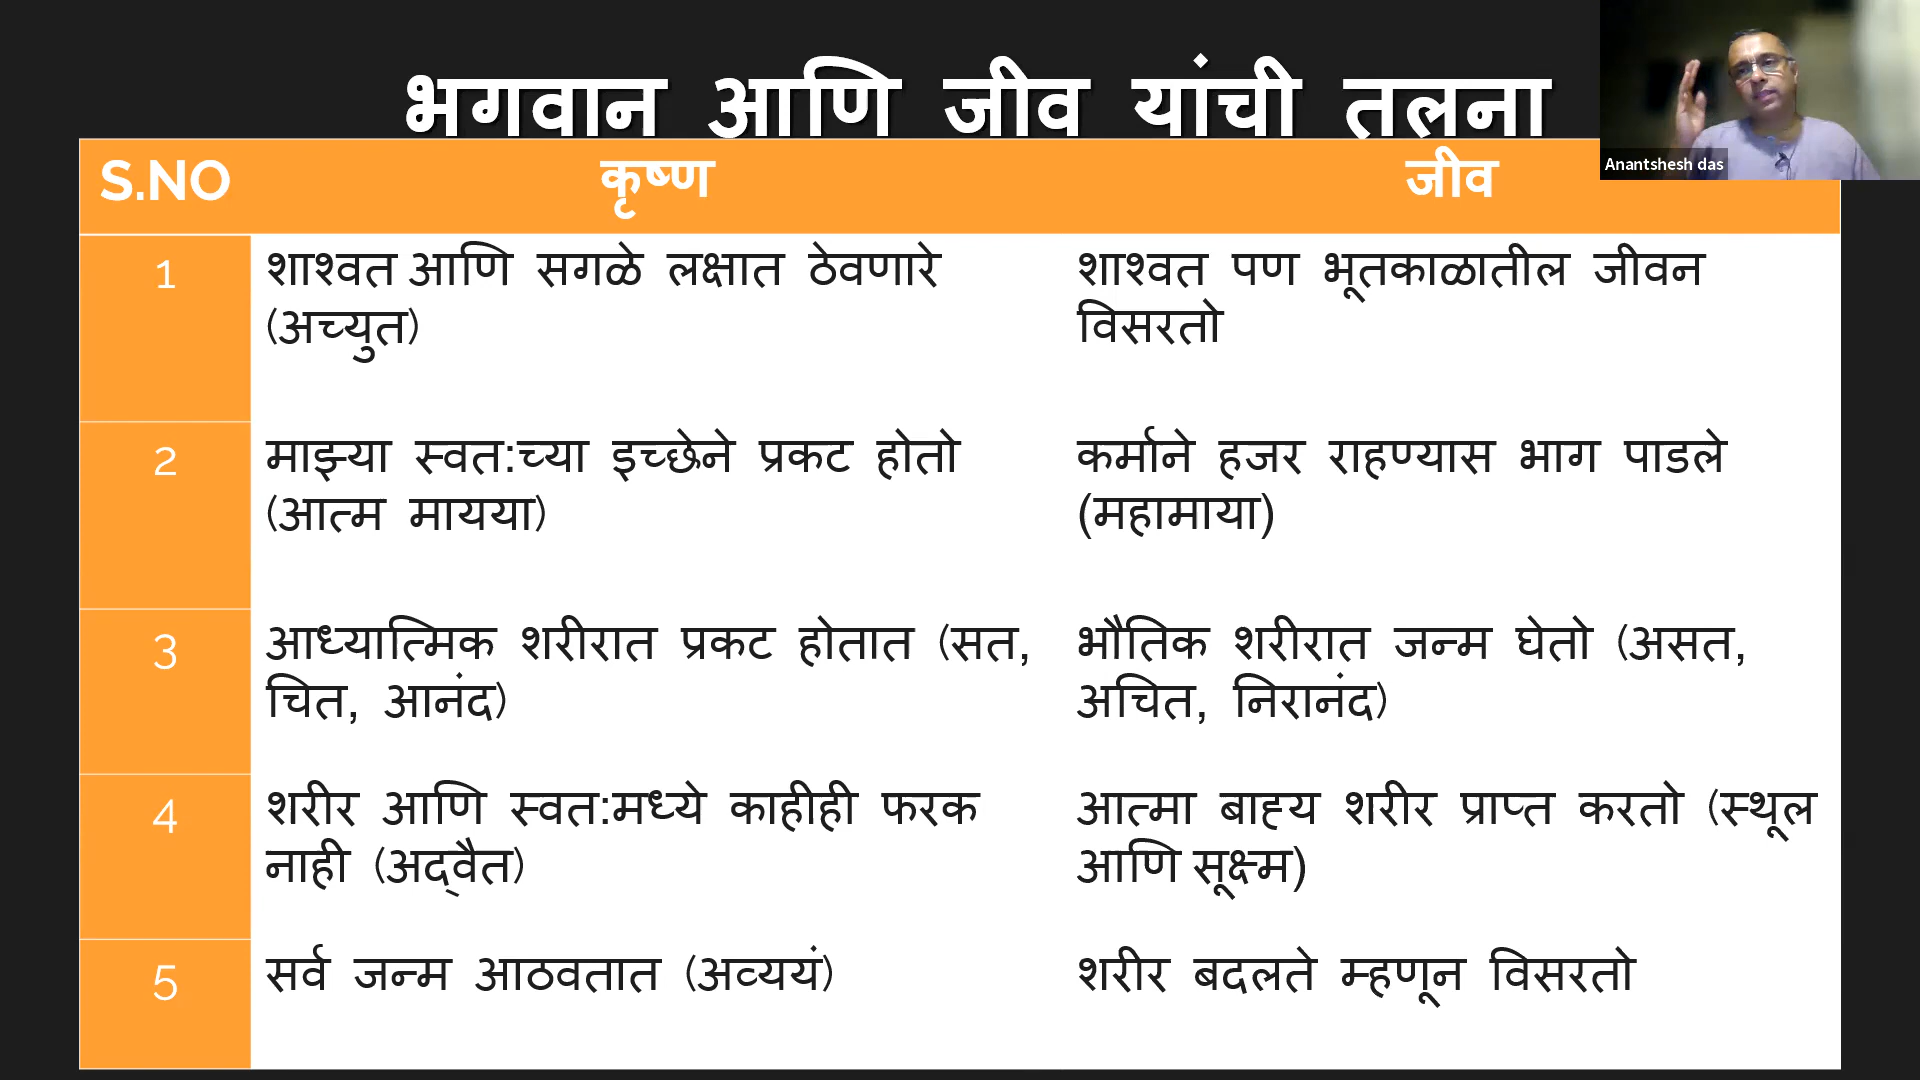 भगवान आणि जीव यांची तलना
Anantshesh das
S.NO कृष्ण जीव
1 शाश्वत आणि सगळे लक्षात ठेवणारे शाश्वत पण भूतकाळातील जीवन
(अच्युत) विसरतो
2 माझ्या स्वत:च्या इच्छेने प्रकट होतो कर्माने हजर राहण्यास भाग पाडले
(आत्म मायया) (महामाया)
3 आध्यात्मिक शरीरात प्रकट होतात (सत, भौतिक शरीरात जन्म घेतो (असत,
चित, आनंद) अचित, निरानंद)
4 शरीर आणि स्वत:मध्ये काहीही फरक आत्मा बाह्य शरीर प्राप्त करतो (स्थूल
नाही (अद्वैत) आणि सूक्ष्म)
5 सर्व जन्म आठवतात (अव्ययं) शरीर बदलते म्हणून विसरतो